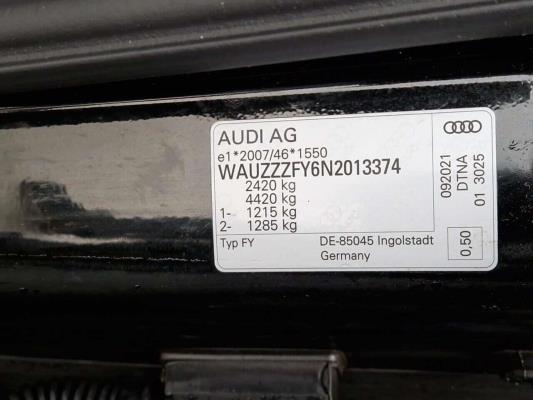 AUDI AG
e1*2007/46*1550
WAUZZZFY6N2013374
2420 kg
4420 kg
1- 1215 kg
2- 1285 kg
Typ FY
DE-85045 Ingolstadt
Germany
092021
DTNA
01 3025
0,50